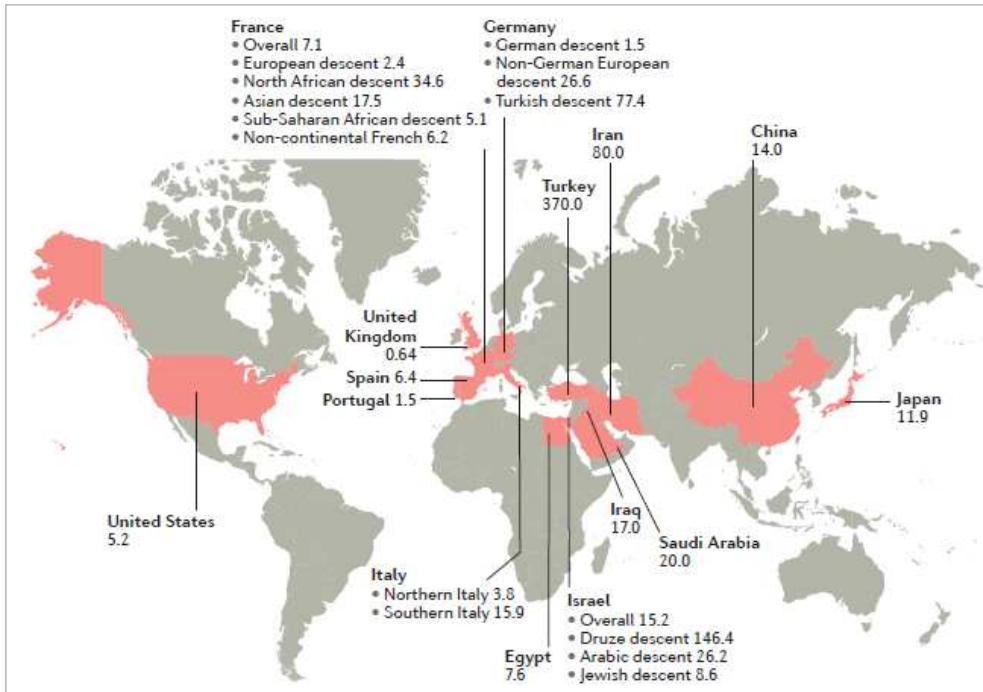 France
• Overall 7.1
• European descent 2.4
• North African descent 34.6
• Asian descent 17.5
• Sub-Saharan African descent 5.1
• Non-continental French 6.2
Germany
• German descent 1.5
• Non-German European
descent 26.6
• Turkish descent 77.4
Iran
80.0
China
14.0
Turkey
370.0
United
Kingdom
0.64
Spain 6.4
Portugal 1.5
Japan
11.9
United States
5.2
Iraq
17.0
Saudi Arabia
20.0
Italy
• Northern Italy 3.8
• Southern Italy 15.9
Egypt
7.6
Israel
• Overall 15.2
• Druze descent 146.4
• Arabic descent 26.2
• Jewish descent 8.6